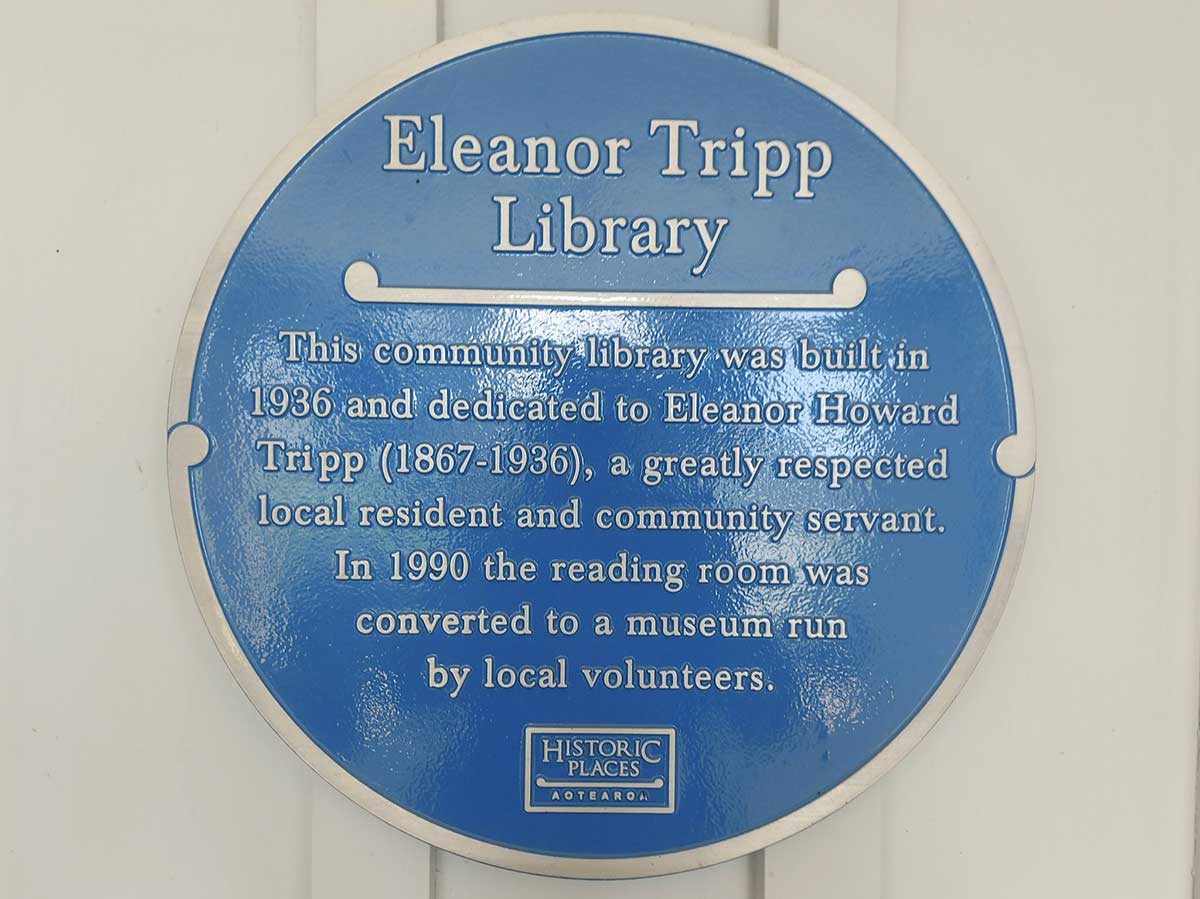 Eleanor Tripp
Library
This community library was built in
1936 and dedicated to Eleanor Howard
Tripp (1867-1936), a greatly respected
local resident and community servant.
In 1990 the reading room was
converted to a museum run
by local volunteers.
HISTORIC
PLACES
AOTEAROA